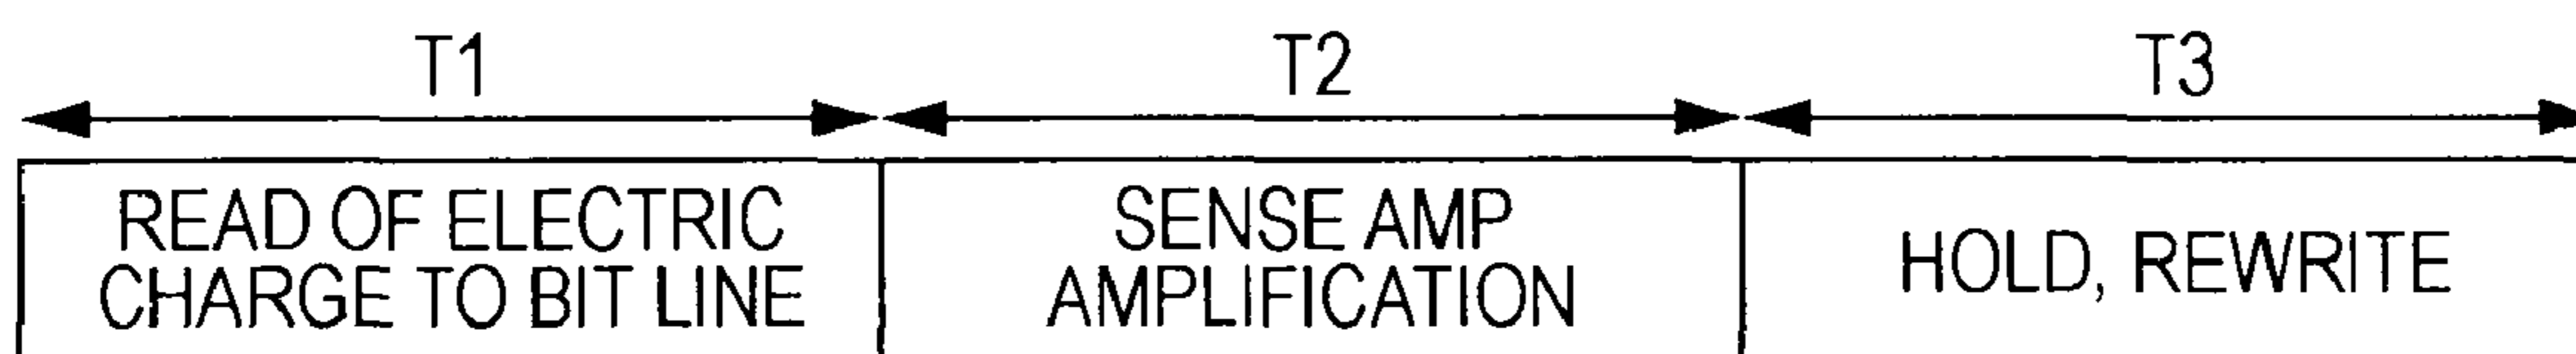 T1 T2 T3
READ OF ELECTRIC
CHARGE TO BIT LINE
SENSE AMP
AMPLIFICATION
HOLD, REWRITE